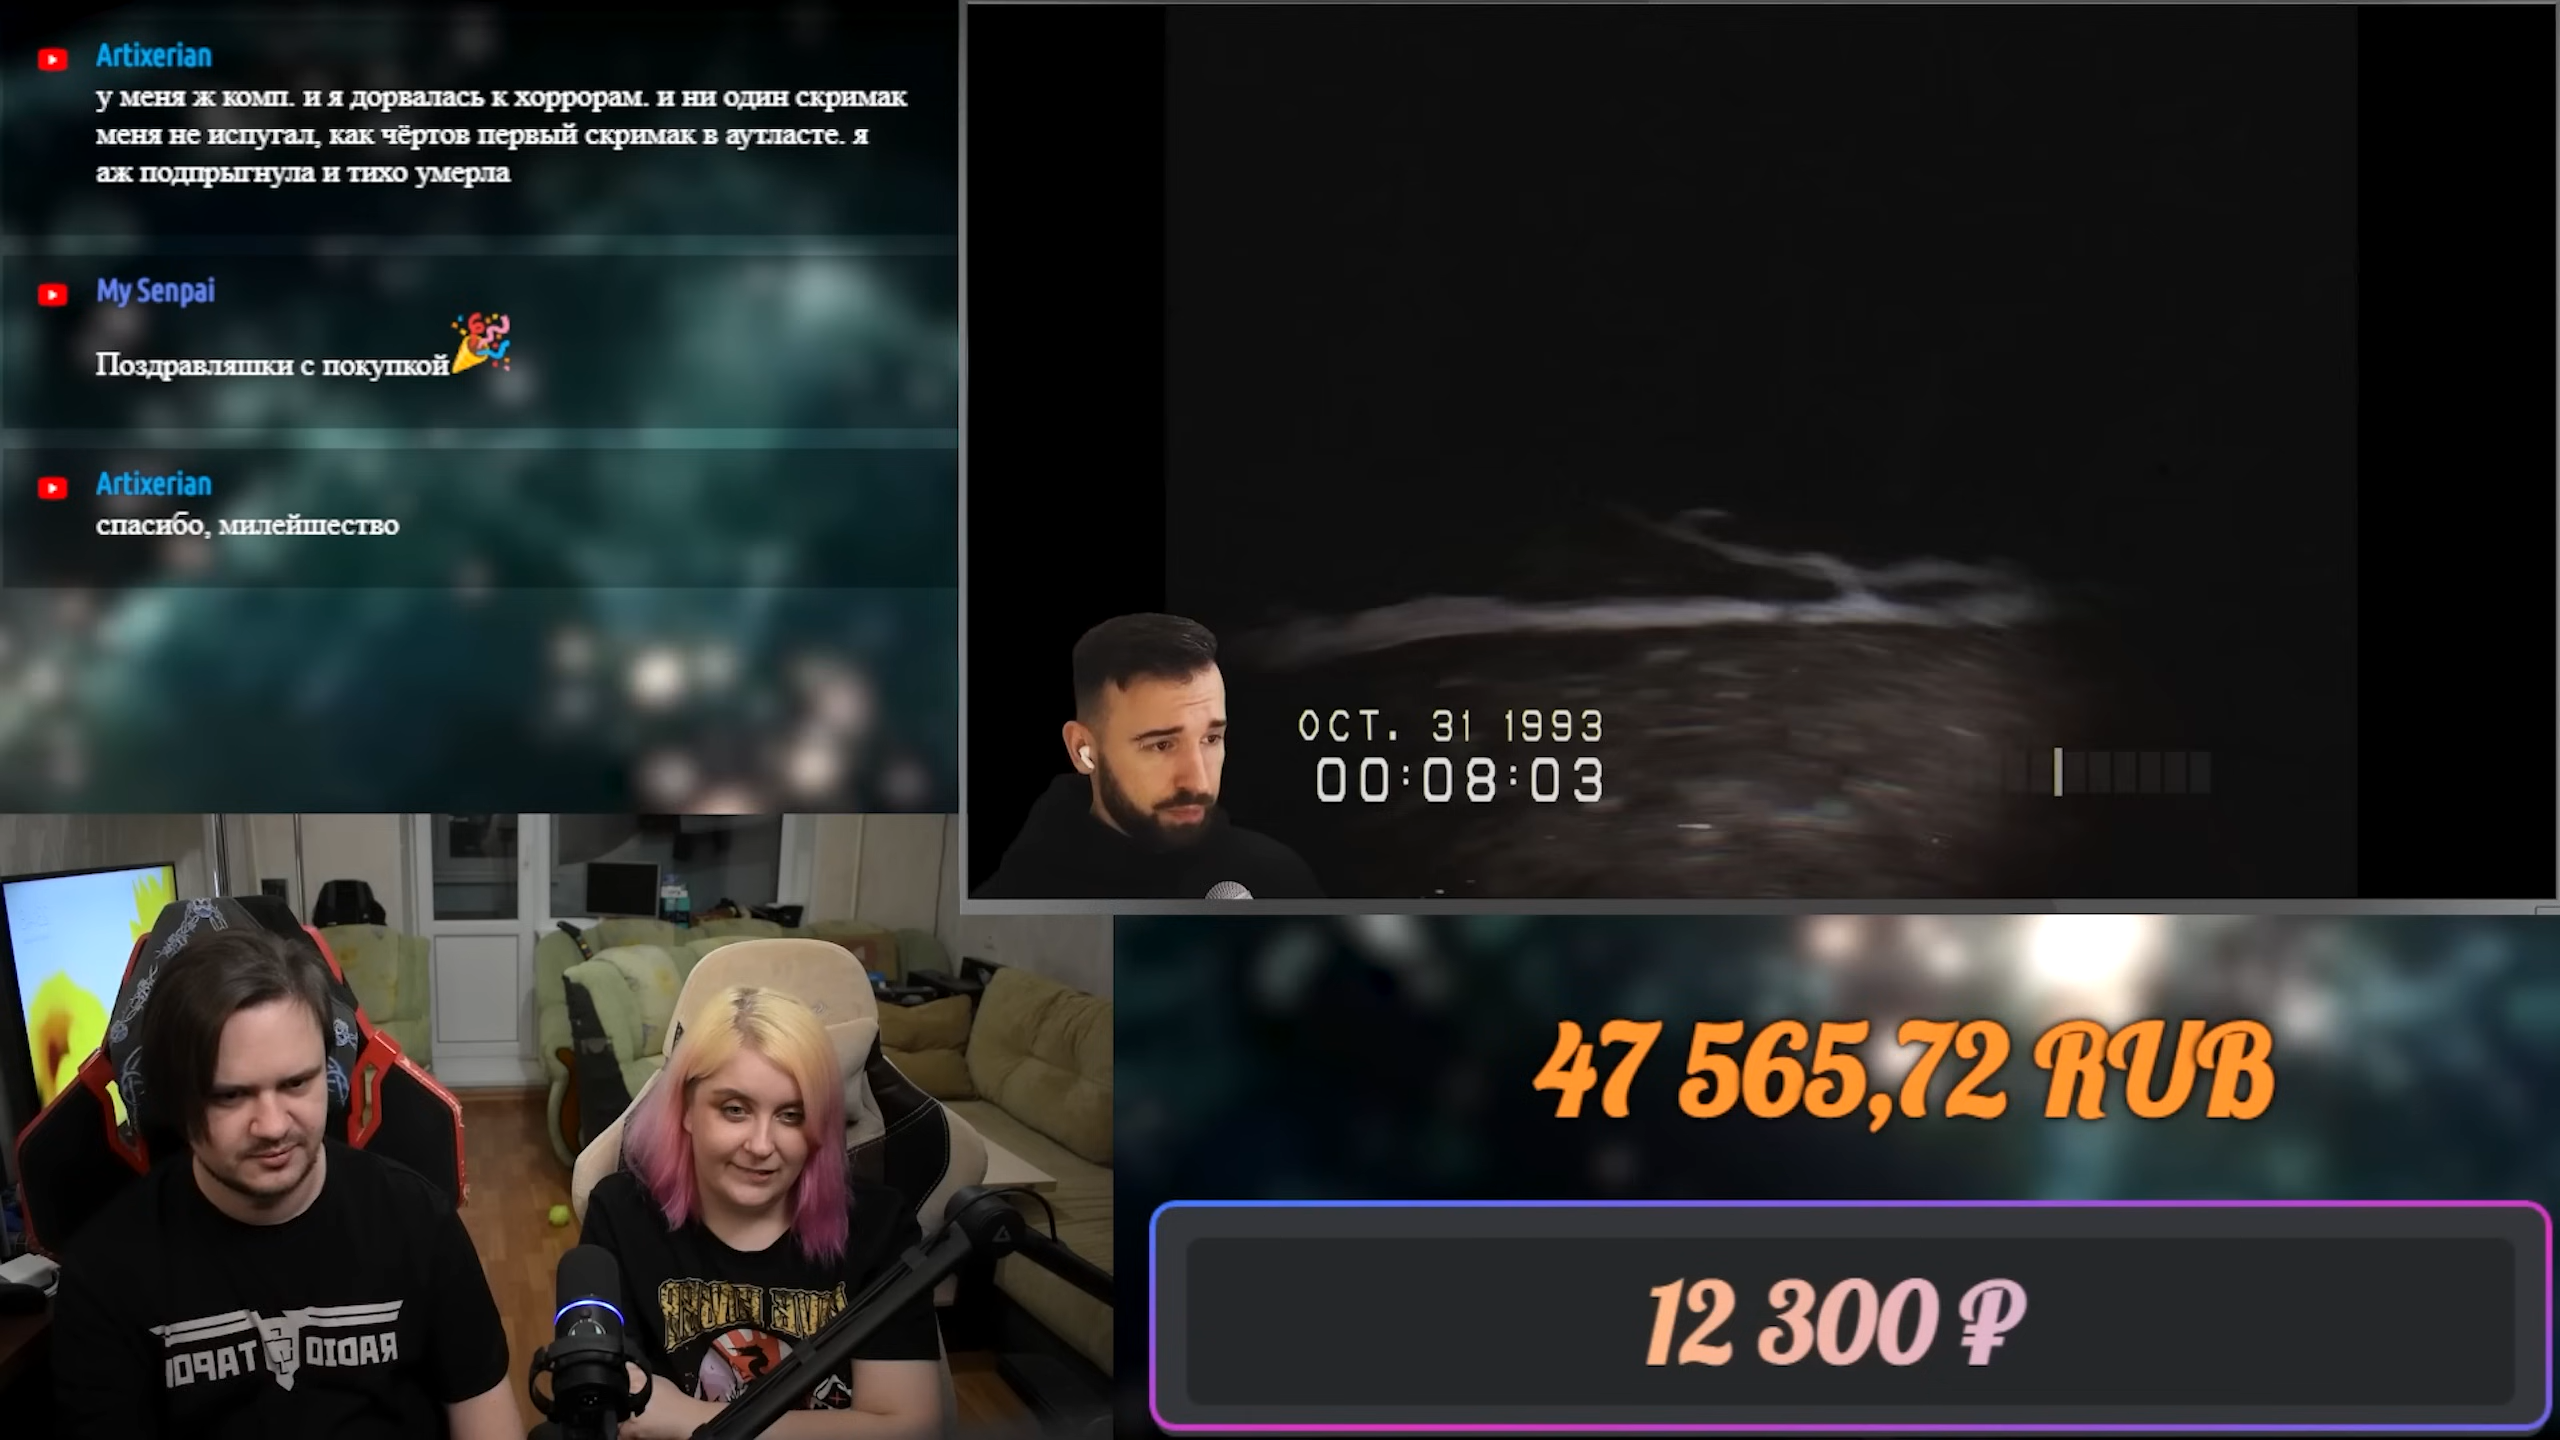 Artixerian
у меня ж комп. и я дорвалась к хоррорам. и ни один скримак
меня не испугал, как чёртов первый скримак в аутласте. я
аж подпрыгнула и тихо умерла
My Senpai
Поздравляшки с покупкой
Artixerian
спасибо, милейшество
OCT. 31 1993
00:08:03
47 565,72 RUB
12 300 ₽
RADIO TAPOK